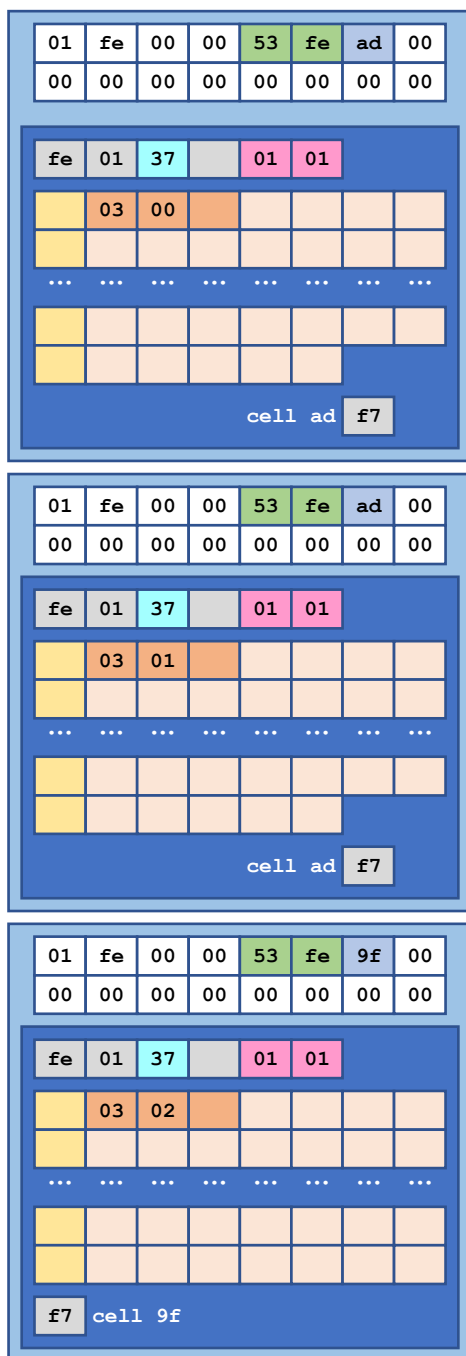 01 fe 00 00 53 fe ad 00
00 00 00 00 00 00 00 00
fe 01 37 01 01
03 00
... ... ... ... ... ... ... ...
cell ad f7
01 fe 00 00 53 fe ad 00
00 00 00 00 00 00 00 00
fe 01 37 01 01
03 01
... ... ... ... ... ... ... ...
cell ad f7
01 fe 00 00 53 fe 9f 00
00 00 00 00 00 00 00 00
fe 01 37 01 01
03 02
... ... ... ... ... ... ... ...
f7 cell 9f